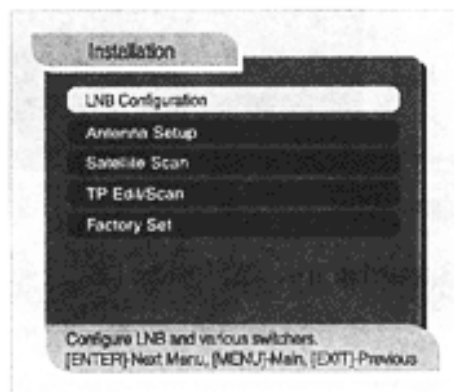 Installation
LNB Configuration
Antenna Setup
Satellite Scan
TP Edit/Scan
Factory Set
Configure LNB and various switchers.
[ENTER]-Next Menu, [MENU]-Main, [EXIT]-Previous